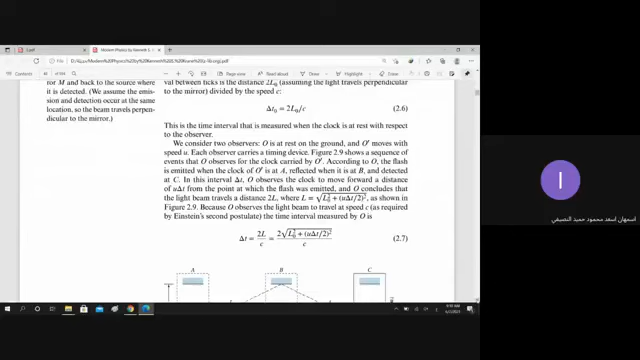 2.pdf
Modern Physics by Kenneth S.
Read aloud
Draw
Highlight
Erase
for M and back to the source where
it is detected. (We assume the emis-
sion and detection occur at the same
location, so the beam travels perpen-
dicular to the mirror.)
val between ticks is the distance 2L₀ (assuming the light travels perpendicular
to the mirror) divided by the speed c:
Δt₀ = 2L₀/c (2.6)
This is the time interval that is measured when the clock is at rest with respect
to the observer.
We consider two observers: O is at rest on the ground, and O′ moves with
speed u. Each observer carries a timing device. Figure 2.9 shows a sequence of
events that O observes for the clock carried by O′. According to O, the flash
is emitted when the clock of O′ is at A, reflected when it is at B, and detected
at C. In this interval Δt, O observes the clock to move forward a distance of
uΔt from the point at which the flash was emitted, and O concludes that
the light beam travels a distance 2L, where L = √(L₀² + (uΔt/2)²), as shown in
Figure 2.9. Because O observes the light beam to travel at speed c (as required
by Einstein's second postulate) the time interval measured by O is
Δt = 2L/c = 2√(L₀² + (uΔt/2)²)/c (2.7)
A B C
I
اسمهان اسعد محمود حميد النصيفي